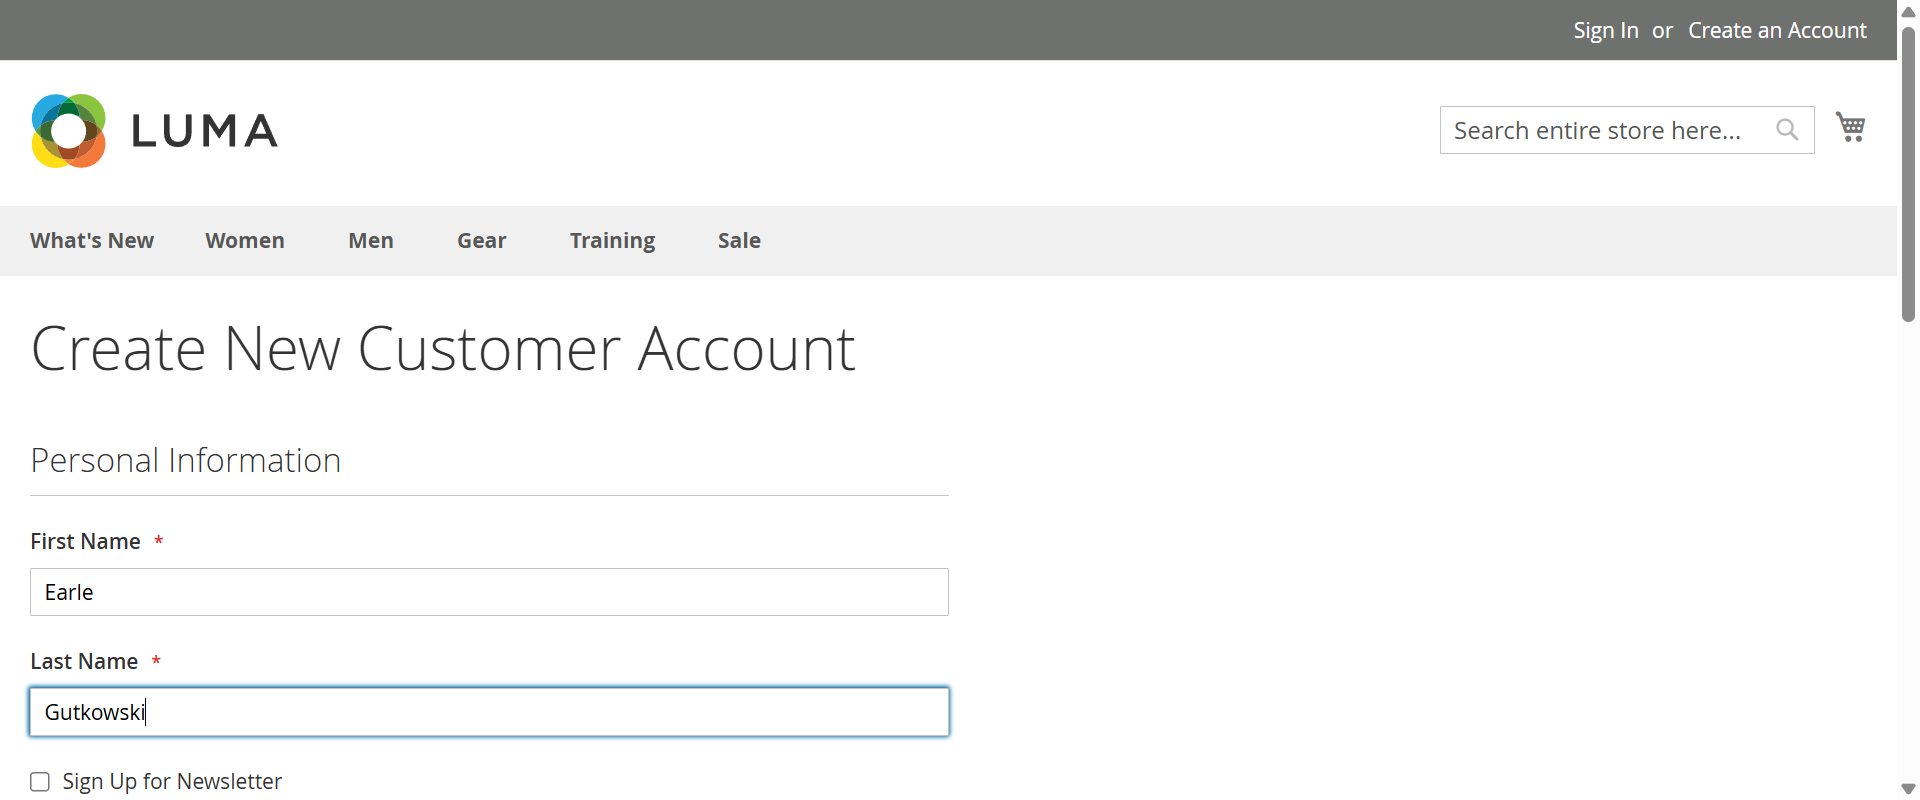 Sign In or Create an Account
LUMA
Search entire store here...
What's New Women Men Gear Training Sale
Create New Customer Account
Personal Information
First Name *
Earle
Last Name *
Gutkowski
Sign Up for Newsletter